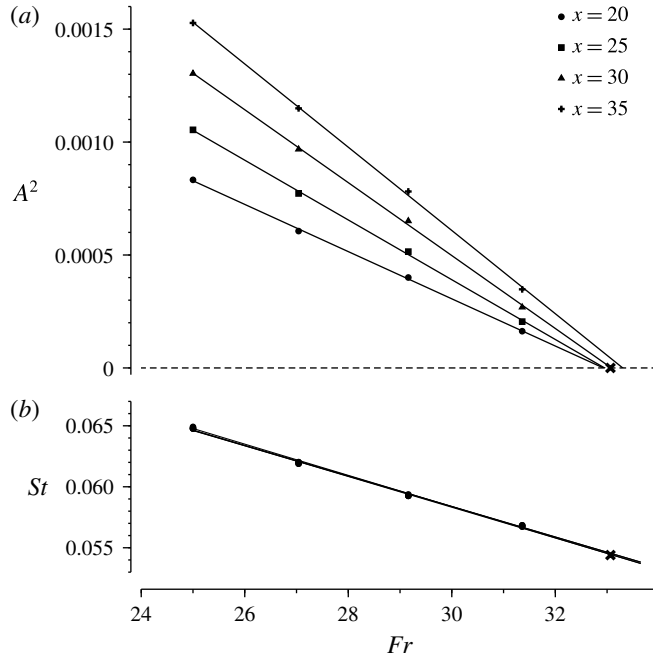 (a)
0.0015
0.0010
A²
0.0005
0
x = 20
x = 25
x = 30
x = 35
(b)
0.065
0.060
St
0.055
24 26 28 30 32
Fr